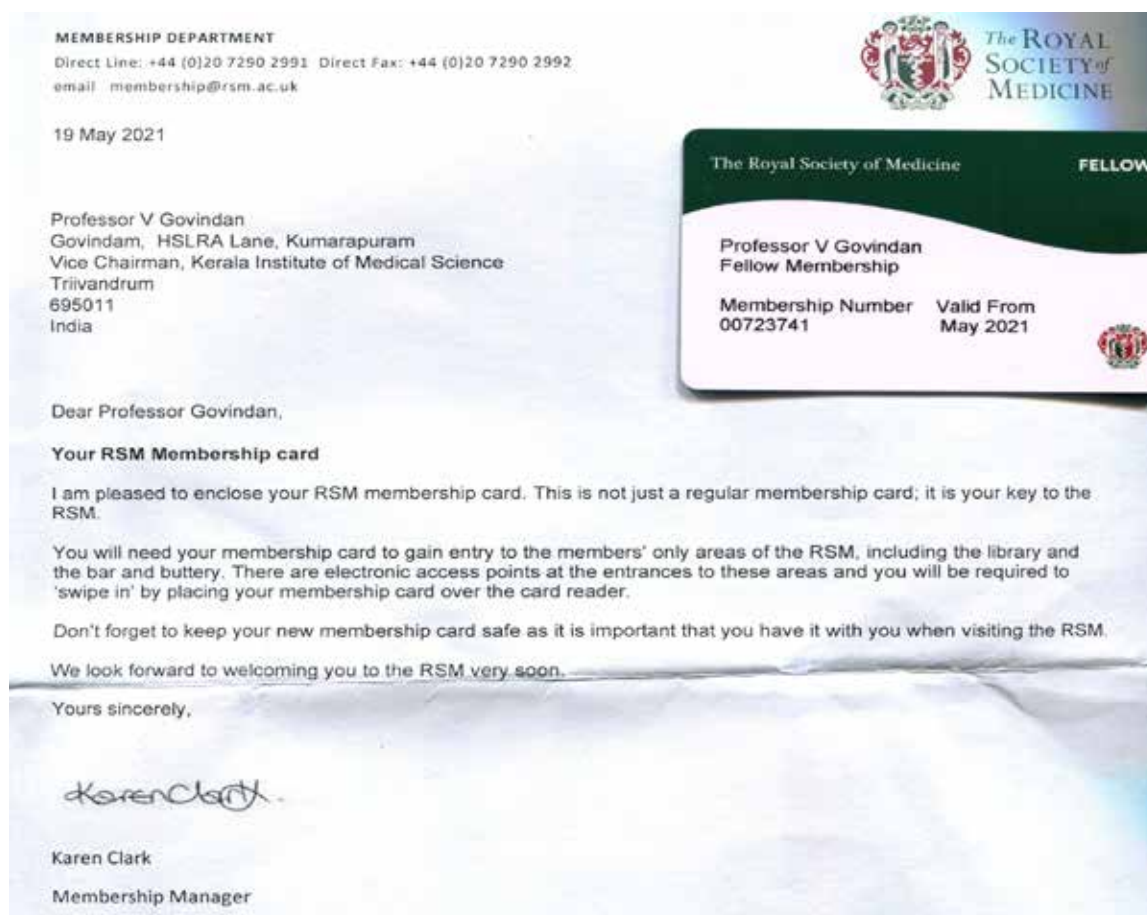 MEMBERSHIP DEPARTMENT
Direct Line: +44 (0)20 7290 2991 Direct Fax: +44 (0)20 7290 2992
email membership@rsm.ac.uk
The ROYAL
SOCIETY of
MEDICINE
19 May 2021
The Royal Society of Medicine FELLOW
Professor V Govindan
Fellow Membership
Membership Number Valid From
00723741 May 2021
Professor V Govindan
Govindam, HSLRA Lane, Kumarapuram
Vice Chairman, Kerala Institute of Medical Science
Triivandrum
695011
India
Dear Professor Govindan,
Your RSM Membership card
I am pleased to enclose your RSM membership card. This is not just a regular membership card; it is your key to the
RSM.
You will need your membership card to gain entry to the members' only areas of the RSM, including the library and
the bar and buttery. There are electronic access points at the entrances to these areas and you will be required to
'swipe in' by placing your membership card over the card reader.
Don't forget to keep your new membership card safe as it is important that you have it with you when visiting the RSM.
We look forward to welcoming you to the RSM very soon.
Yours sincerely,
Karen Clark.
Karen Clark
Membership Manager